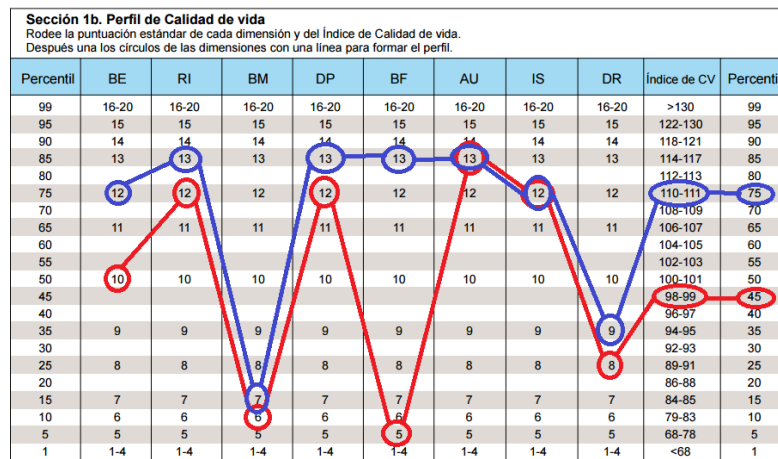 Sección 1b. Perfil de Calidad de vida
Rodee la puntuación estándar de cada dimensión y del Índice de Calidad de vida.
Después una los círculos de las dimensiones con una línea para formar el perfil.
Percentil BE RI BM DP BF AU IS DR Índice de CV Percentil
99 16-20 16-20 16-20 16-20 16-20 16-20 16-20 16-20 >130 99
95 15 15 15 15 15 15 15 15 122-130 95
90 14 14 14 14 14 14 14 14 118-121 90
85 13 13 13 13 13 13 13 13 114-117 85
80 112-113 80
75 12 12 12 12 12 12 12 12 110-111 75
70 108-109 70
65 11 11 11 11 11 11 11 11 106-107 65
60 104-105 60
55 102-103 55
50 10 10 10 10 10 10 10 10 100-101 50
45 98-99 45
40 96-97 40
35 9 9 9 9 9 9 9 9 94-95 35
30 92-93 30
25 8 8 8 8 8 8 8 8 89-91 25
20 86-88 20
15 7 7 7 7 7 7 7 7 84-85 15
10 6 6 6 6 6 6 6 6 79-83 10
5 5 5 5 5 5 5 5 5 68-78 5
1 1-4 1-4 1-4 1-4 1-4 1-4 1-4 1-4 <68 1